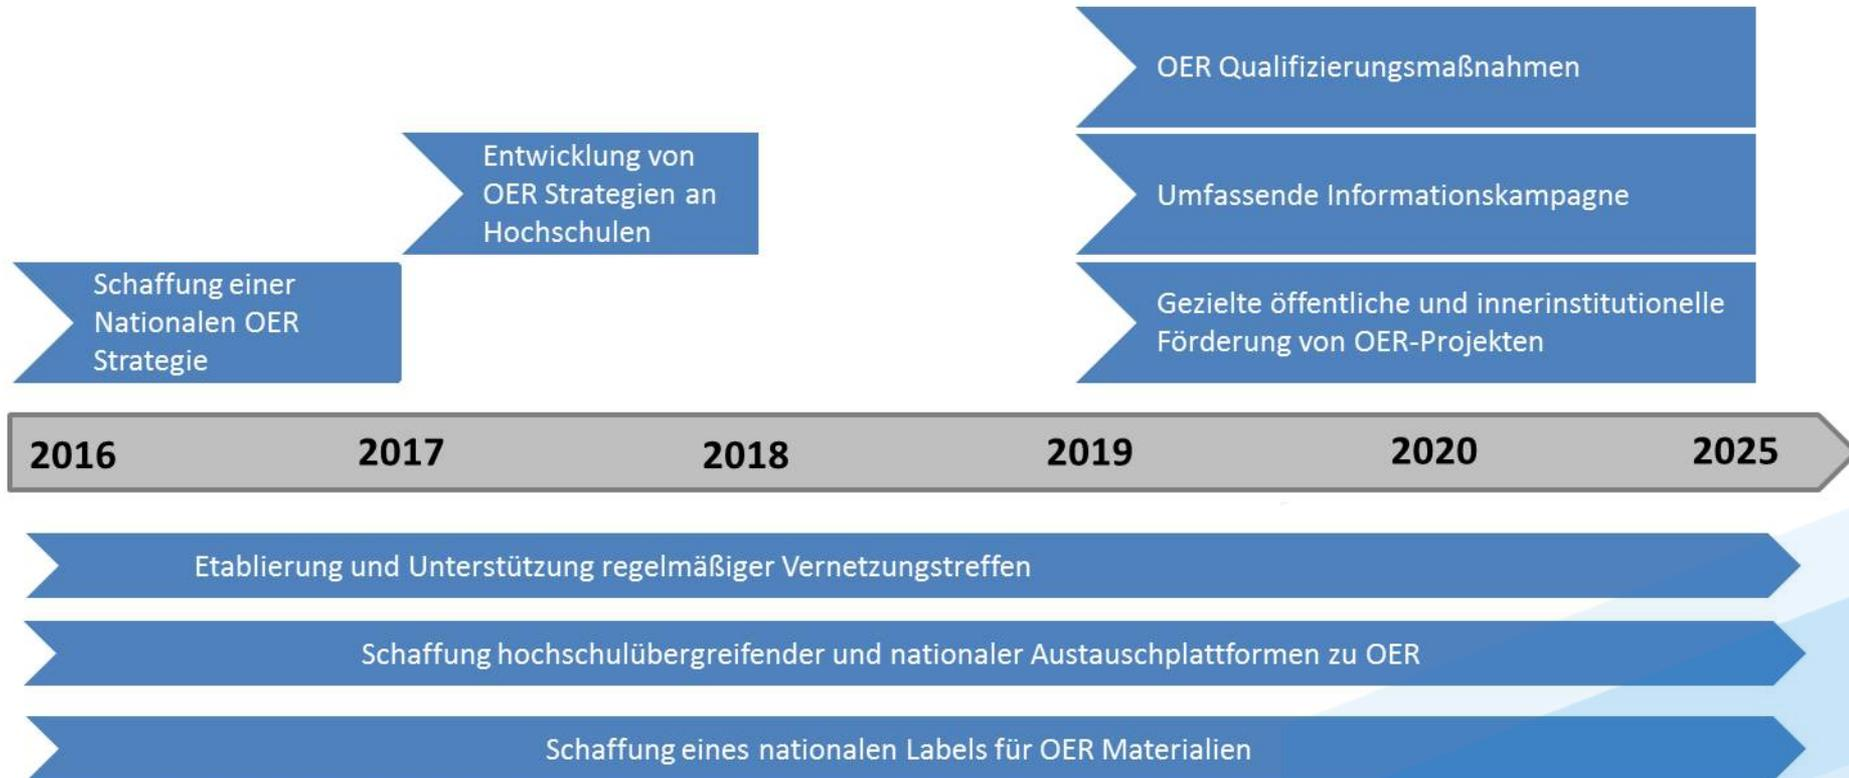 OER Qualifizierungsmaßnahmen
Entwicklung von
OER Strategien an
Hochschulen
Umfassende Informationskampagne
Schaffung einer
Nationalen OER
Strategie
Gezielte öffentliche und innerinstitutionelle
Förderung von OER-Projekten
2016 2017 2018 2019 2020 2025
Etablierung und Unterstützung regelmäßiger Vernetzungstreffen
Schaffung hochschulübergreifender und nationaler Austauschplattformen zu OER
Schaffung eines nationalen Labels für OER Materialien